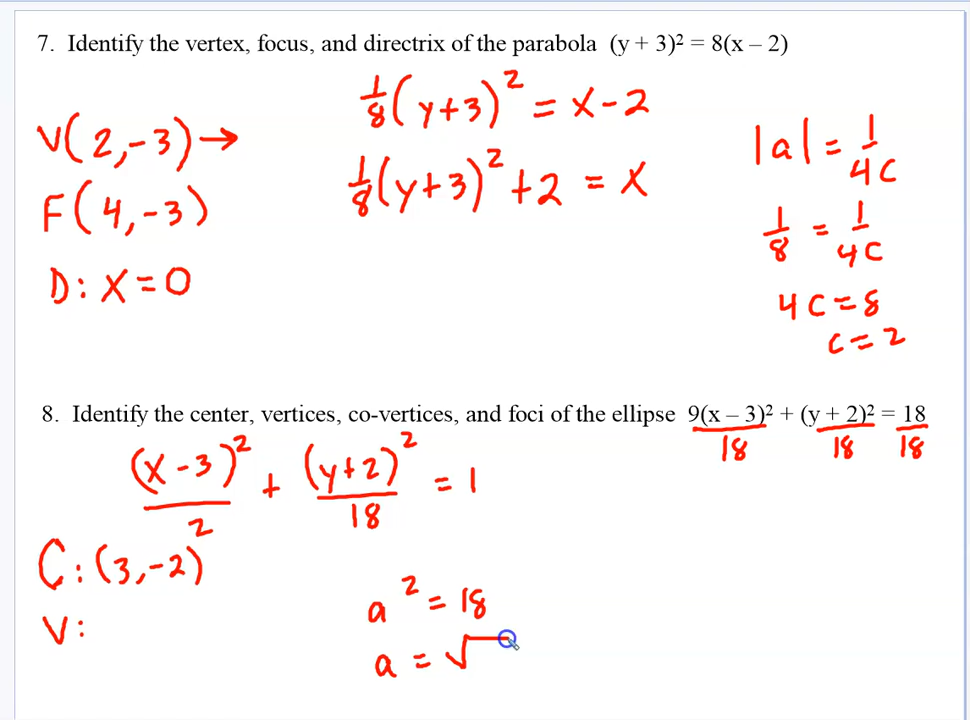 7. Identify the vertex, focus, and directrix of the parabola (y + 3)² = 8(x – 2)
1/8(y+3)² = x-2
V(2,-3)→
1/8(y+3)²+2 = x
F(4,-3)
D: x=0
|a|= 1/4c
1/8 = 1/4c
4c=8
c=2
8. Identify the center, vertices, co-vertices, and foci of the ellipse 9(x – 3)² + (y + 2)² = 18
18 18 18
(x-3)²/2 + (y+2)²/18 = 1
C:(3,-2)
V:
a² = 18
a = √